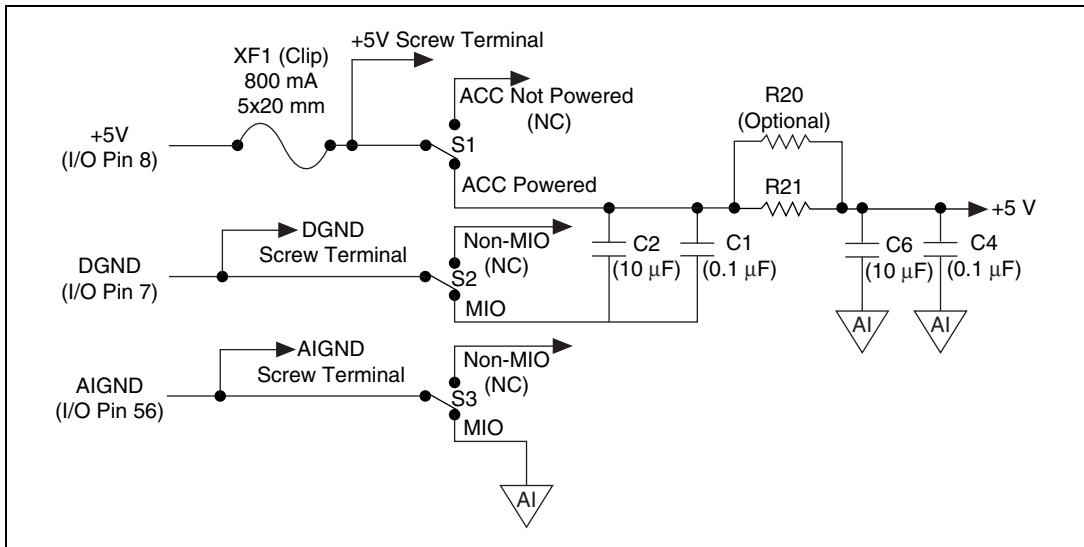 XF1 (Clip)
800 mA
5x20 mm
+5V Screw Terminal
ACC Not Powered
(NC)
+5V
(I/O Pin 8)
S1
ACC Powered
R20
(Optional)
R21
+5 V
DGND
Screw Terminal
Non-MIO
(NC)
DGND
(I/O Pin 7)
S2
MIO
C2
(10 μF)
C1
(0.1 μF)
C6
(10 μF)
C4
(0.1 μF)
AI
AI
AIGND
Screw Terminal
Non-MIO
(NC)
AIGND
(I/O Pin 56)
S3
MIO
AI